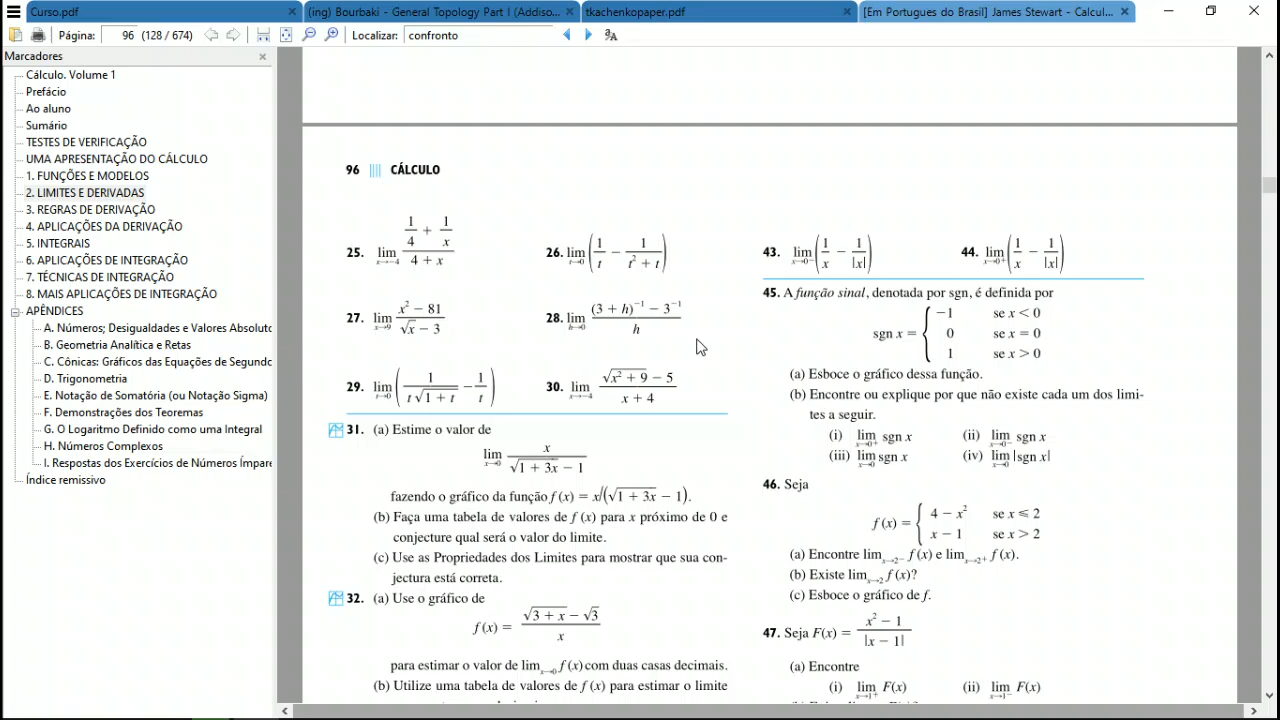 Curso.pdf
(ing) Bourbaki - General Topology Part I (Addiso...
tkachenkopaper.pdf
[Em Portugues do Brasil] James Stewart - Calcul...
Página: 96 (128 / 674)
Localizar: confronto
Marcadores
Cálculo. Volume 1
Prefácio
Ao aluno
Sumário
TESTES DE VERIFICAÇÃO
UMA APRESENTAÇÃO DO CÁLCULO
1. FUNÇÕES E MODELOS
2. LIMITES E DERIVADAS
3. REGRAS DE DERIVAÇÃO
4. APLICAÇÕES DA DERIVAÇÃO
5. INTEGRAIS
6. APLICAÇÕES DE INTEGRAÇÃO
7. TÉCNICAS DE INTEGRAÇÃO
8. MAIS APLICAÇÕES DE INTEGRAÇÃO
APÊNDICES
A. Números; Desigualdades e Valores Absoluto
B. Geometria Analítica e Retas
C. Cônicas: Gráficos das Equações de Segundo
D. Trigonometria
E. Notação de Somatória (ou Notação Sigma)
F. Demonstrações dos Teoremas
G. O Logaritmo Definido como uma Integral
H. Números Complexos
I. Respostas dos Exercícios de Números Ímpare
Índice remissivo
96 CÁLCULO
25. lim x→−4 (1/4 + 1/x)/(4 + x)
26. lim t→0 (1/t − 1/(t² + t))
27. lim x→9 (x² − 81)/(√x − 3)
28. lim h→0 ((3 + h)⁻¹ − 3⁻¹)/h
29. lim t→0 (1/(t√(1 + t)) − 1/t)
30. lim x→−4 (√(x² + 9) − 5)/(x + 4)
31. (a) Estime o valor de
lim x→0 x/(√(1 + 3x) − 1)
fazendo o gráfico da função f(x) = x/(√(1 + 3x) − 1).
(b) Faça uma tabela de valores de f(x) para x próximo de 0 e
conjecture qual será o valor do limite.
(c) Use as Propriedades dos Limites para mostrar que sua con-
jectura está correta.
32. (a) Use o gráfico de
f(x) = (√(3 + x) − √3)/x
para estimar o valor de lim x→0 f(x) com duas casas decimais.
(b) Utilize uma tabela de valores de f(x) para estimar o limite
43. lim x→0⁻ (1/x − 1/|x|)
44. lim x→0⁺ (1/x − 1/|x|)
45. A função sinal, denotada por sgn, é definida por
sgn x = { −1 se x < 0
0 se x = 0
1 se x > 0
(a) Esboce o gráfico dessa função.
(b) Encontre ou explique por que não existe cada um dos limi-
tes a seguir.
(i) lim x→0⁺ sgn x (ii) lim x→0⁻ sgn x
(iii) lim x→0 sgn x (iv) lim x→0 |sgn x|
46. Seja
f(x) = { 4 − x² se x ⩽ 2
x − 1 se x > 2
(a) Encontre lim x→2⁻ f(x) e lim x→2⁺ f(x).
(b) Existe lim x→2 f(x)?
(c) Esboce o gráfico de f.
47. Seja F(x) = (x² − 1)/|x − 1|
(a) Encontre
(i) lim x→1⁺ F(x) (ii) lim x→1⁻ F(x)